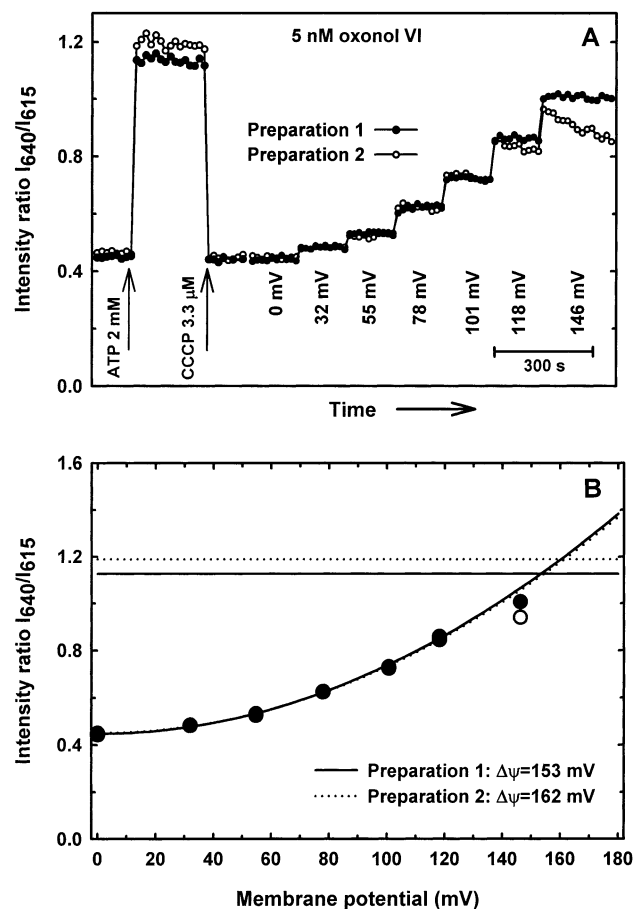 5 nM oxonol VI
A
Intensity ratio I640/I615
1.2
0.8
0.4
0.0
Preparation 1
Preparation 2
ATP 2 mM
CCCP 3.3 µM
0 mV
32 mV
55 mV
78 mV
101 mV
118 mV
146 mV
300 s
Time
B
Intensity ratio I640/I615
1.6
1.2
0.8
0.4
0.0
Preparation 1: Δψ=153 mV
Preparation 2: Δψ=162 mV
0 20 40 60 80 100 120 140 160 180
Membrane potential (mV)